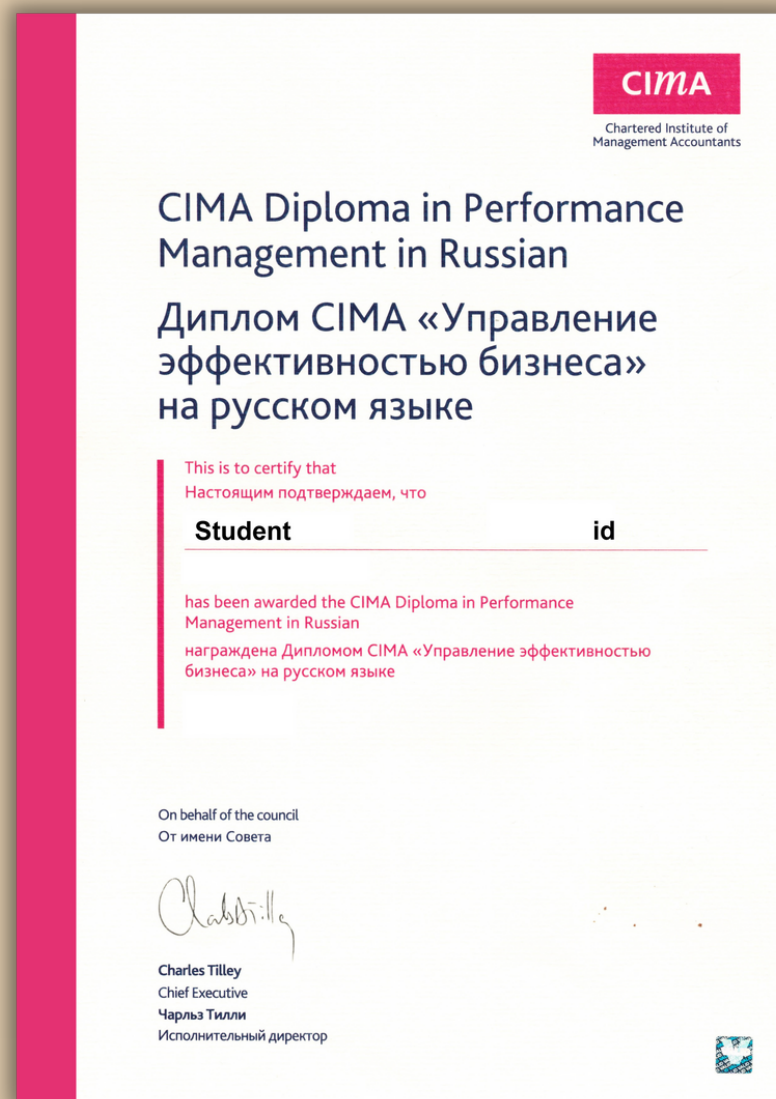 CIMA
Chartered Institute of
Management Accountants
CIMA Diploma in Performance
Management in Russian
Диплом CIMA «Управление
эффективностью бизнеса»
на русском языке
This is to certify that
Настоящим подтверждаем, что
Student id
has been awarded the CIMA Diploma in Performance
Management in Russian
награждена Дипломом CIMA «Управление эффективностью
бизнеса» на русском языке
On behalf of the council
От имени Совета
Charles Tilley
Chief Executive
Чарльз Тилли
Исполнительный директор